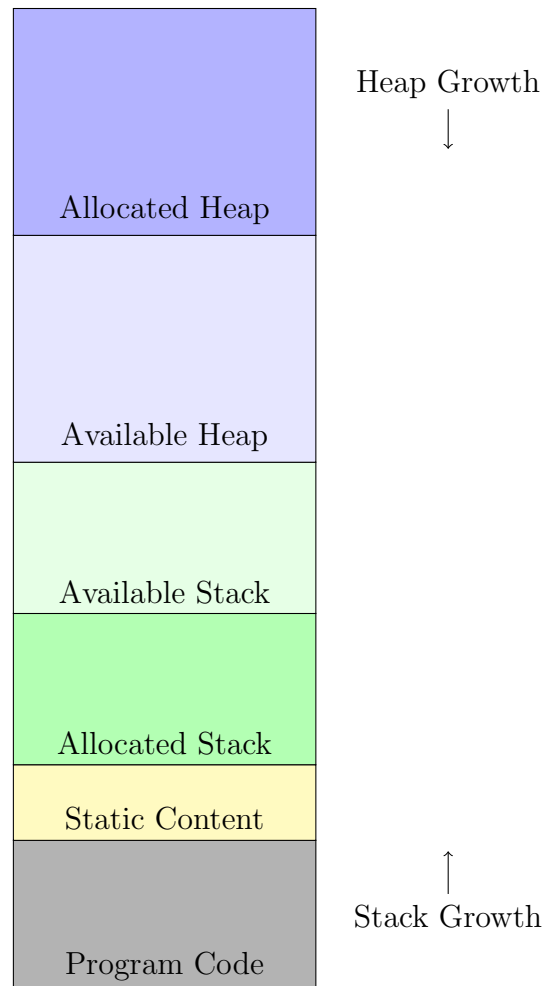 Heap Growth
Allocated Heap
Available Heap
Available Stack
Allocated Stack
Static Content
Stack Growth
Program Code